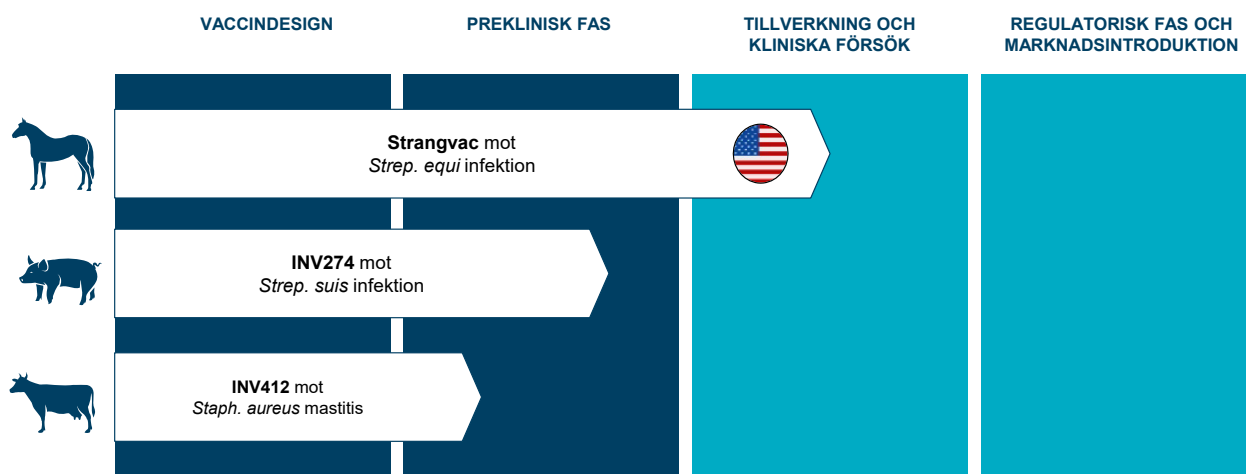 VACCINDESIGN
PREKLINISK FAS
TILLVERKNING OCH
KLINISKA FÖRSÖK
REGULATORISK FAS OCH
MARKNADSINTRODUKTION
Strangvac mot
Strep. equi infektion
INV274 mot
Strep. suis infektion
INV412 mot
Staph. aureus mastitis